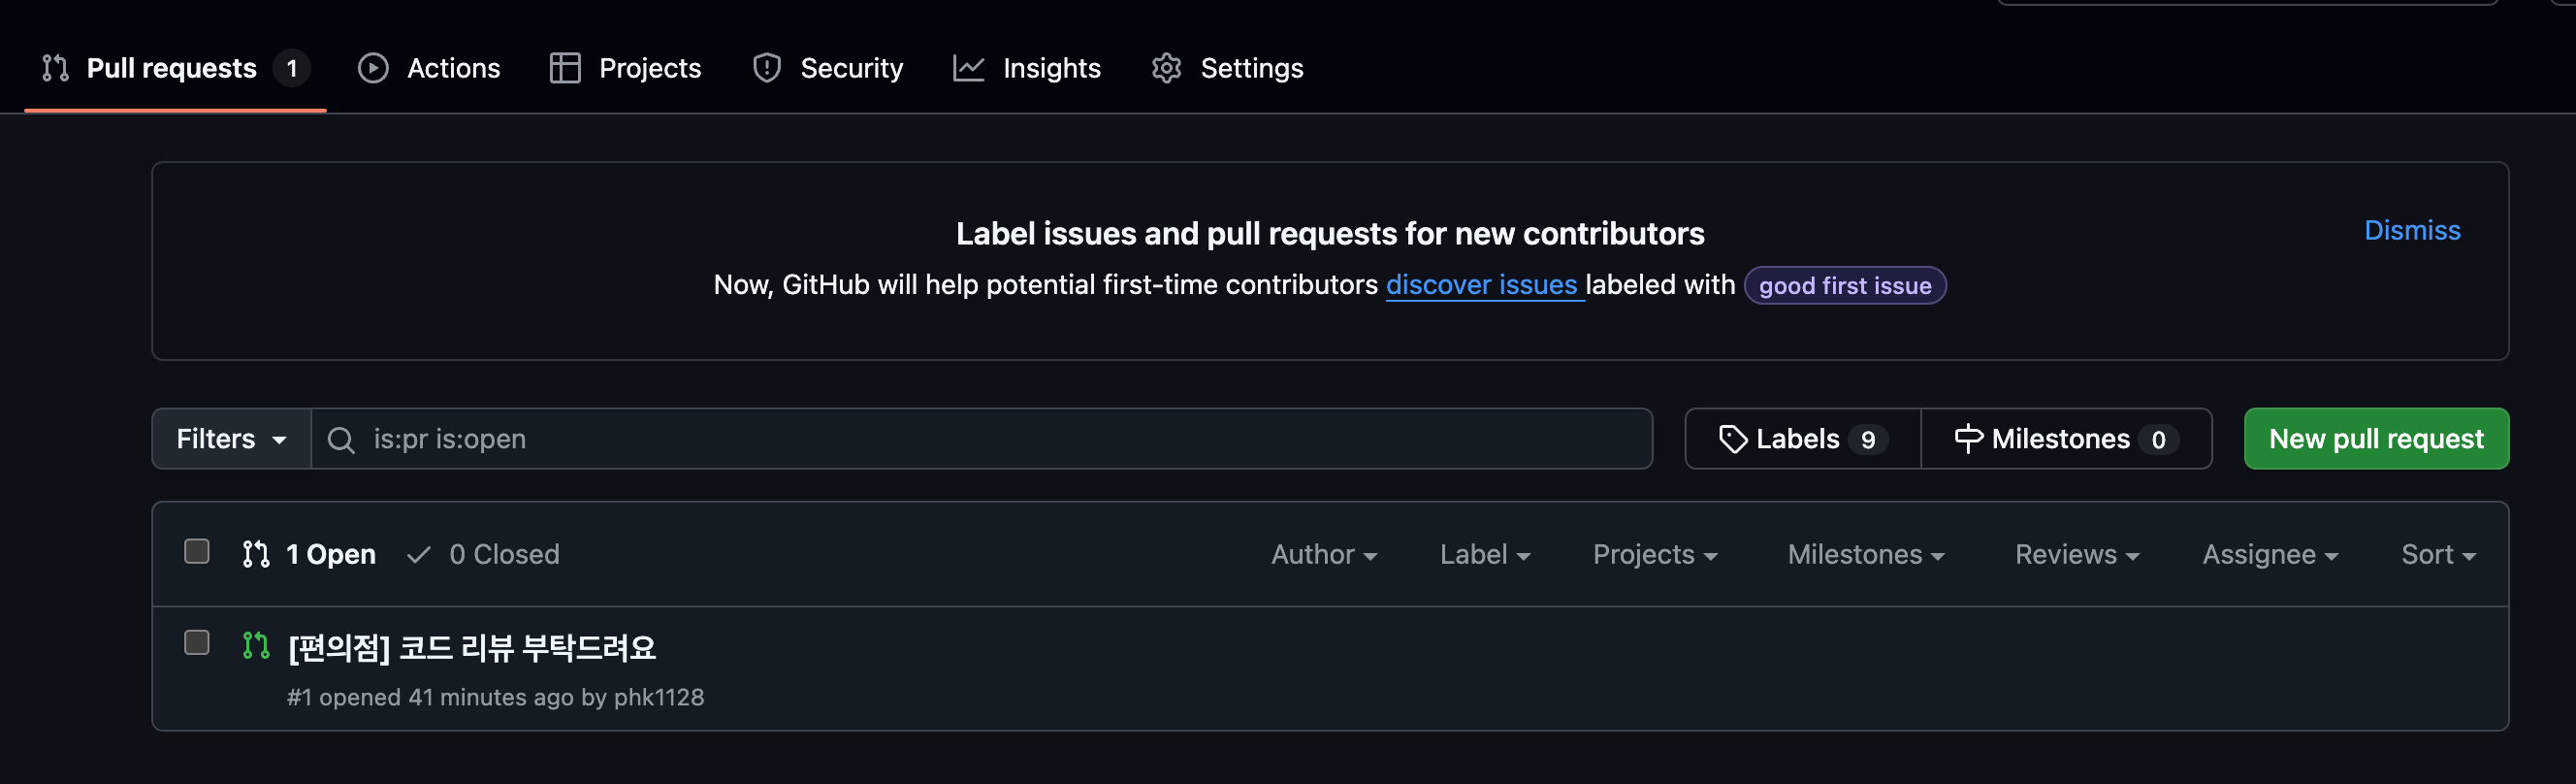 Pull requests 1 Actions Projects Security Insights Settings
Label issues and pull requests for new contributors
Dismiss
Now, GitHub will help potential first-time contributors discover issues labeled with good first issue
Filters is:pr is:open Labels 9 Milestones 0 New pull request
1 Open 0 Closed Author Label Projects Milestones Reviews Assignee Sort
[편의점] 코드 리뷰 부탁드려요
#1 opened 41 minutes ago by phk1128